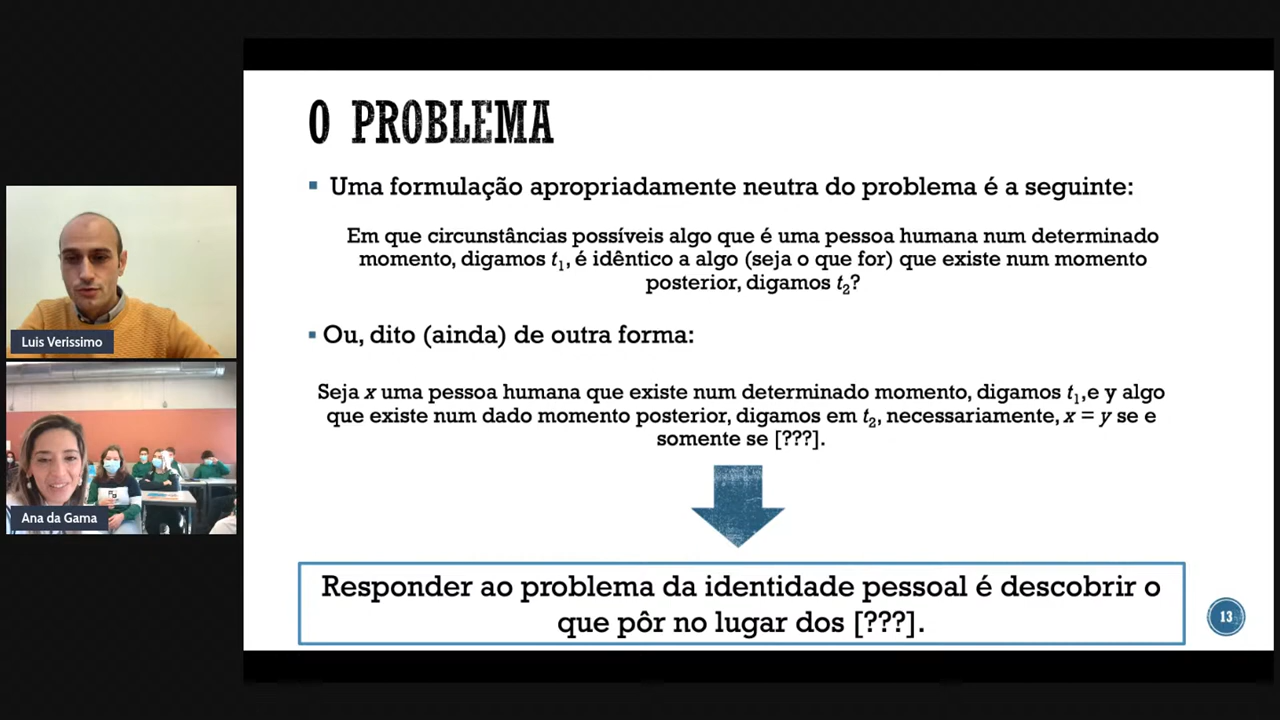 O PROBLEMA
▪ Uma formulação apropriadamente neutra do problema é a seguinte:
Em que circunstâncias possíveis algo que é uma pessoa humana num determinado
momento, digamos t₁, é idêntico a algo (seja o que for) que existe num momento
posterior, digamos t₂?
▪ Ou, dito (ainda) de outra forma:
Seja x uma pessoa humana que existe num determinado momento, digamos t₁,e y algo
que existe num dado momento posterior, digamos em t₂, necessariamente, x = y se e
somente se [???].
Responder ao problema da identidade pessoal é descobrir o
que pôr no lugar dos [???].
13
Luis Verissimo
Ana da Gama